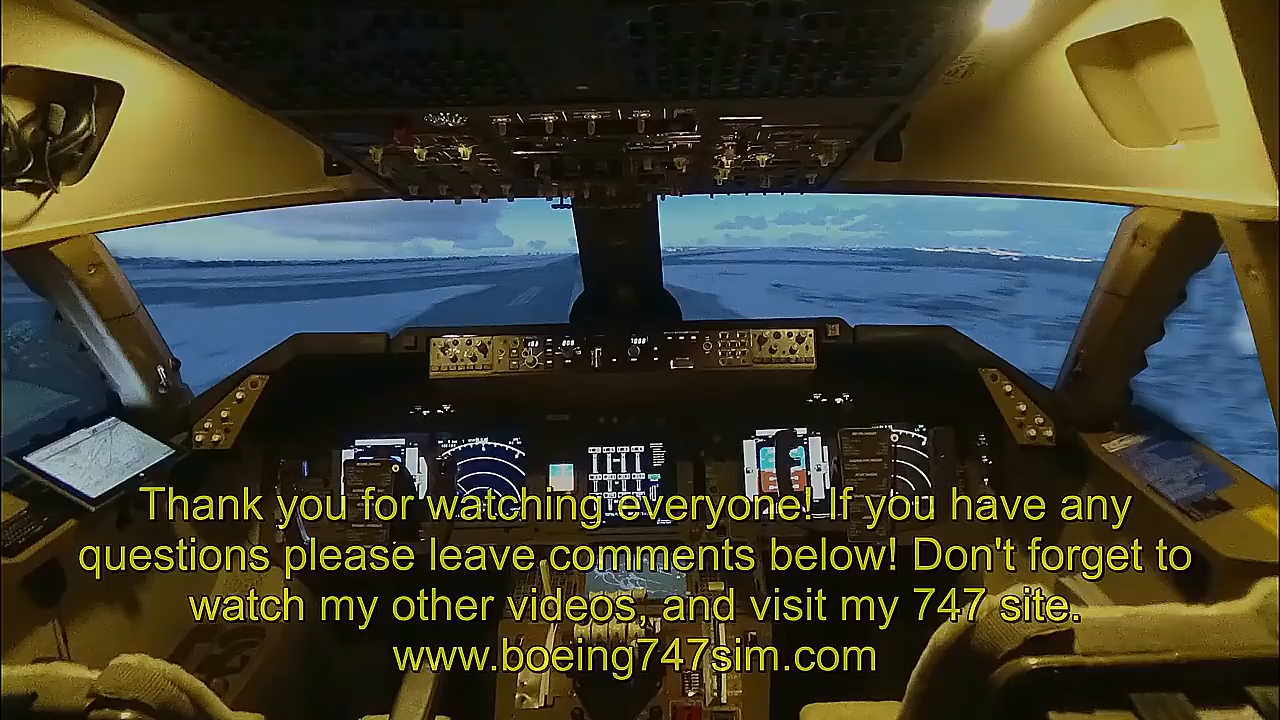 Thank you for watching everyone! If you have any
questions please leave comments below! Don't forget to
watch my other videos, and visit my 747 site.
www.boeing747sim.com